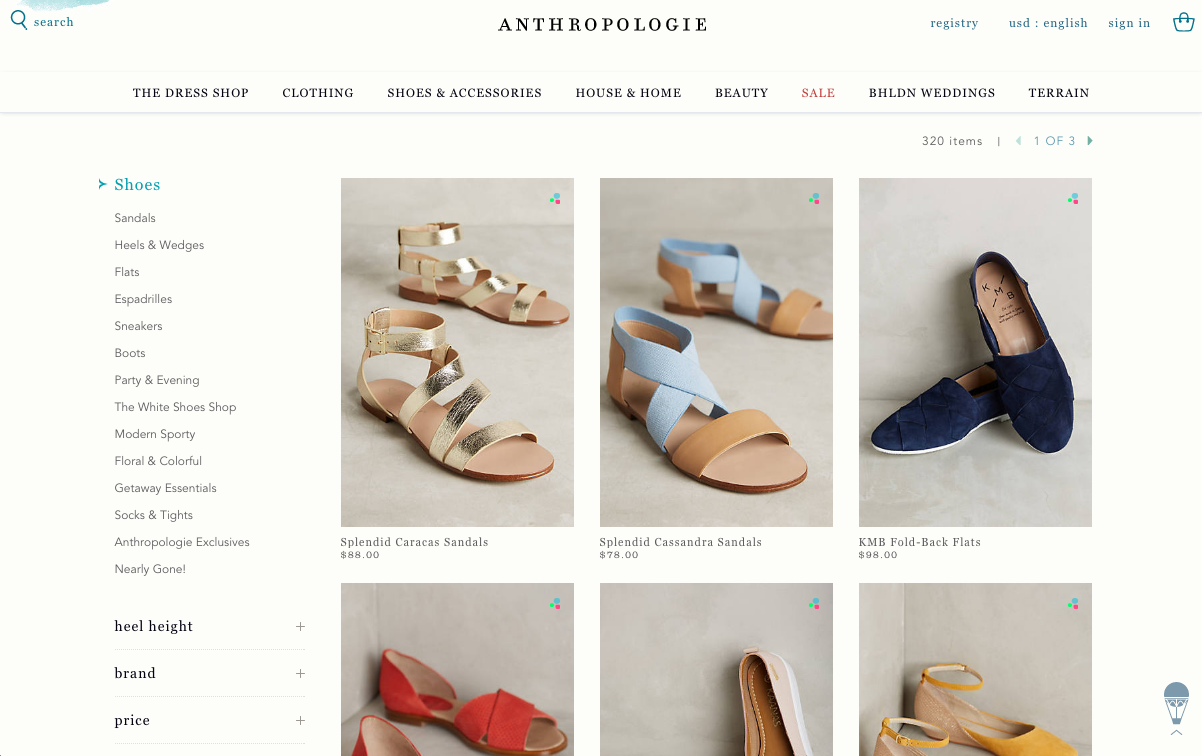 search
ANTHROPOLOGIE
registry
usd : english
sign in
THE DRESS SHOP
CLOTHING
SHOES & ACCESSORIES
HOUSE & HOME
BEAUTY
SALE
BHLDN WEDDINGS
TERRAIN
320 items | 1 OF 3
Shoes
Sandals
Heels & Wedges
Flats
Espadrilles
Sneakers
Boots
Party & Evening
The White Shoes Shop
Modern Sporty
Floral & Colorful
Getaway Essentials
Socks & Tights
Anthropologie Exclusives
Nearly Gone!
heel height +
brand +
price +
KMB
Splendid Caracas Sandals
$88.00
Splendid Cassandra Sandals
$78.00
KMB Fold-Back Flats
$98.00